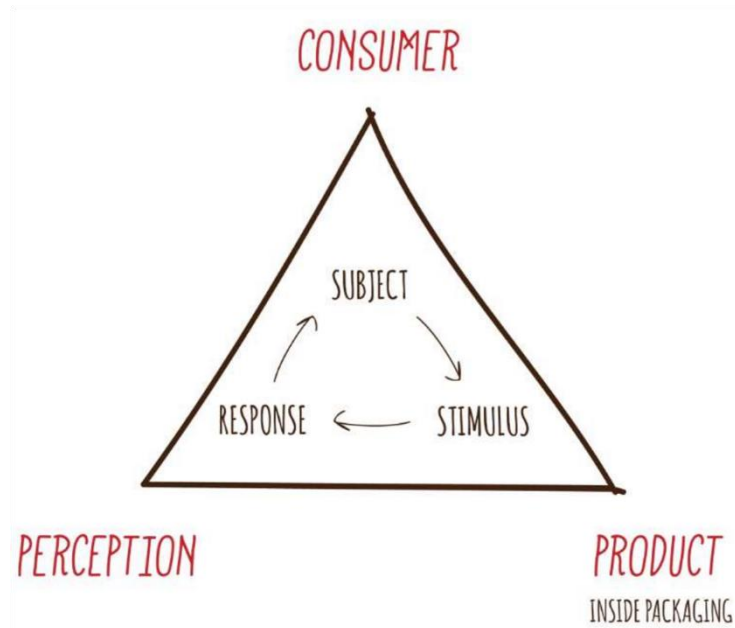 CONSUMER
SUBJECT
RESPONSE STIMULUS
PERCEPTION PRODUCT
INSIDE PACKAGING